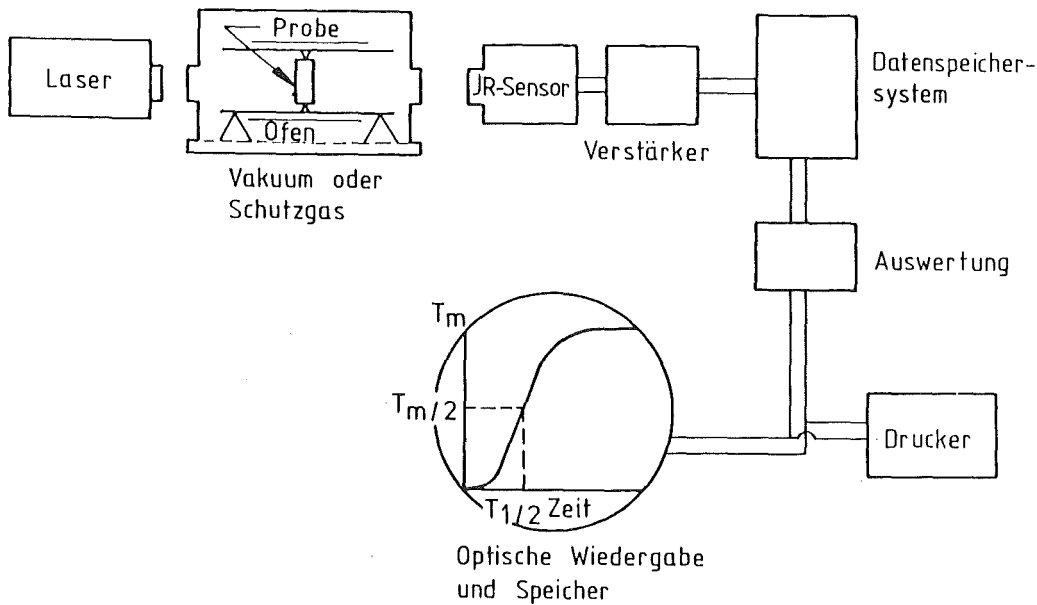 Laser
Probe
Ofen
Vakuum oder
Schutzgas
JR-Sensor
Verstärker
Datenspeicher-
system
Auswertung
Drucker
Tm
Tm/2
T1/2 Zeit
Optische Wiedergabe
und Speicher